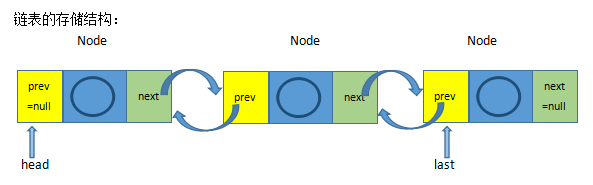 链表的存储结构：
Node
Node
Node
prev
=null
next
prev
next
prev
next
=null
head
last